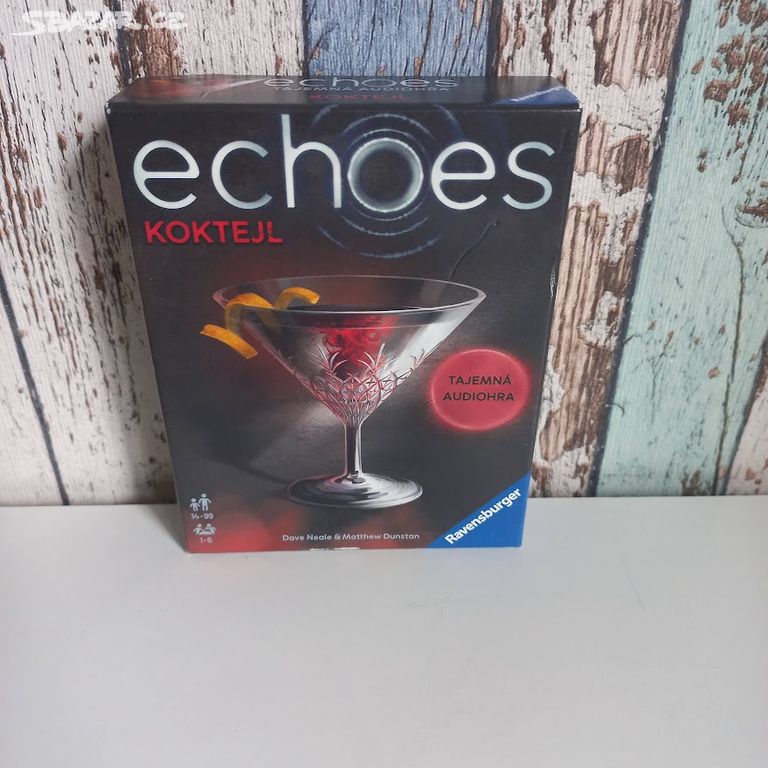 SBAZAR.CZ
echoes
TAJEMNÁ AUDIOHRA
KOKTEJL
Ravensburger
echoes
KOKTEJL
TAJEMNÁ
AUDIOHRA
14-99
1-6
Dave Neale & Matthew Dunstan
Ravensburger